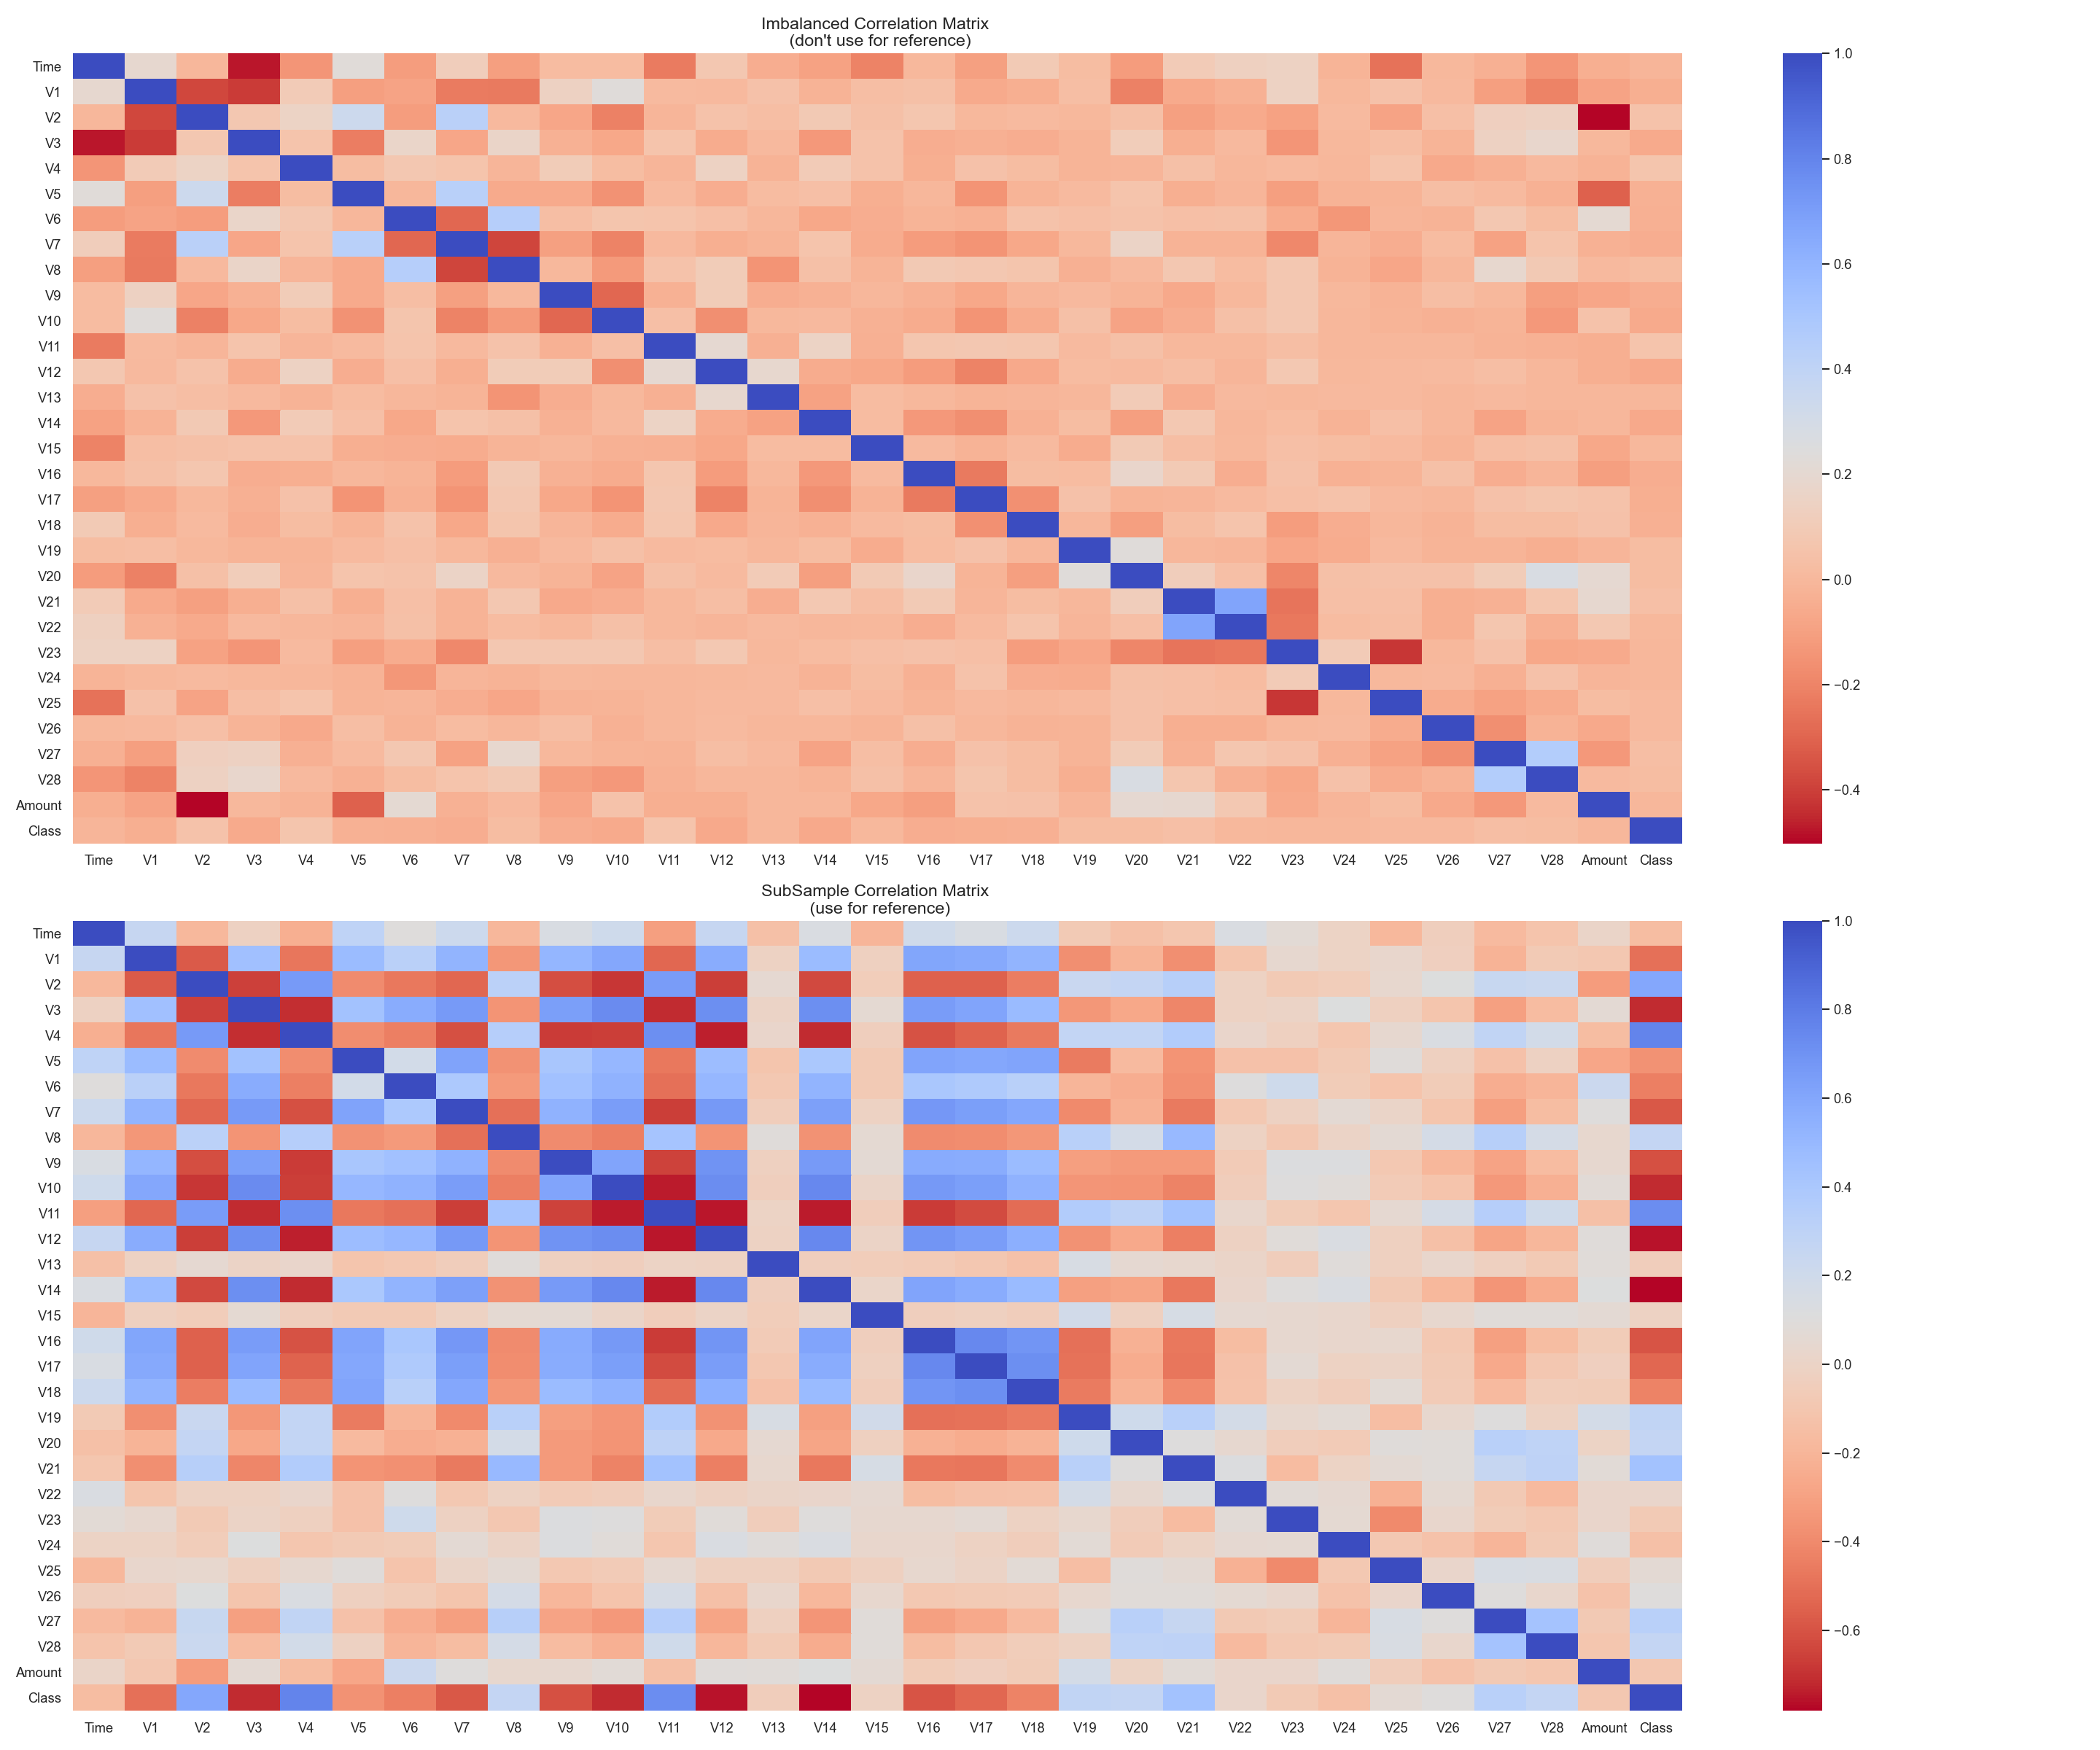 Imbalanced Correlation Matrix
(don't use for reference)
Time
V1
V2
V3
V4
V5
V6
V7
V8
V9
V10
V11
V12
V13
V14
V15
V16
V17
V18
V19
V20
V21
V22
V23
V24
V25
V26
V27
V28
Amount
Class
Time V1 V2 V3 V4 V5 V6 V7 V8 V9 V10 V11 V12 V13 V14 V15 V16 V17 V18 V19 V20 V21 V22 V23 V24 V25 V26 V27 V28 Amount Class
1.0
0.8
0.6
0.4
0.2
0.0
−0.2
−0.4
SubSample Correlation Matrix
(use for reference)
Time
V1
V2
V3
V4
V5
V6
V7
V8
V9
V10
V11
V12
V13
V14
V15
V16
V17
V18
V19
V20
V21
V22
V23
V24
V25
V26
V27
V28
Amount
Class
Time V1 V2 V3 V4 V5 V6 V7 V8 V9 V10 V11 V12 V13 V14 V15 V16 V17 V18 V19 V20 V21 V22 V23 V24 V25 V26 V27 V28 Amount Class
1.0
0.8
0.6
0.4
0.2
0.0
−0.2
−0.4
−0.6